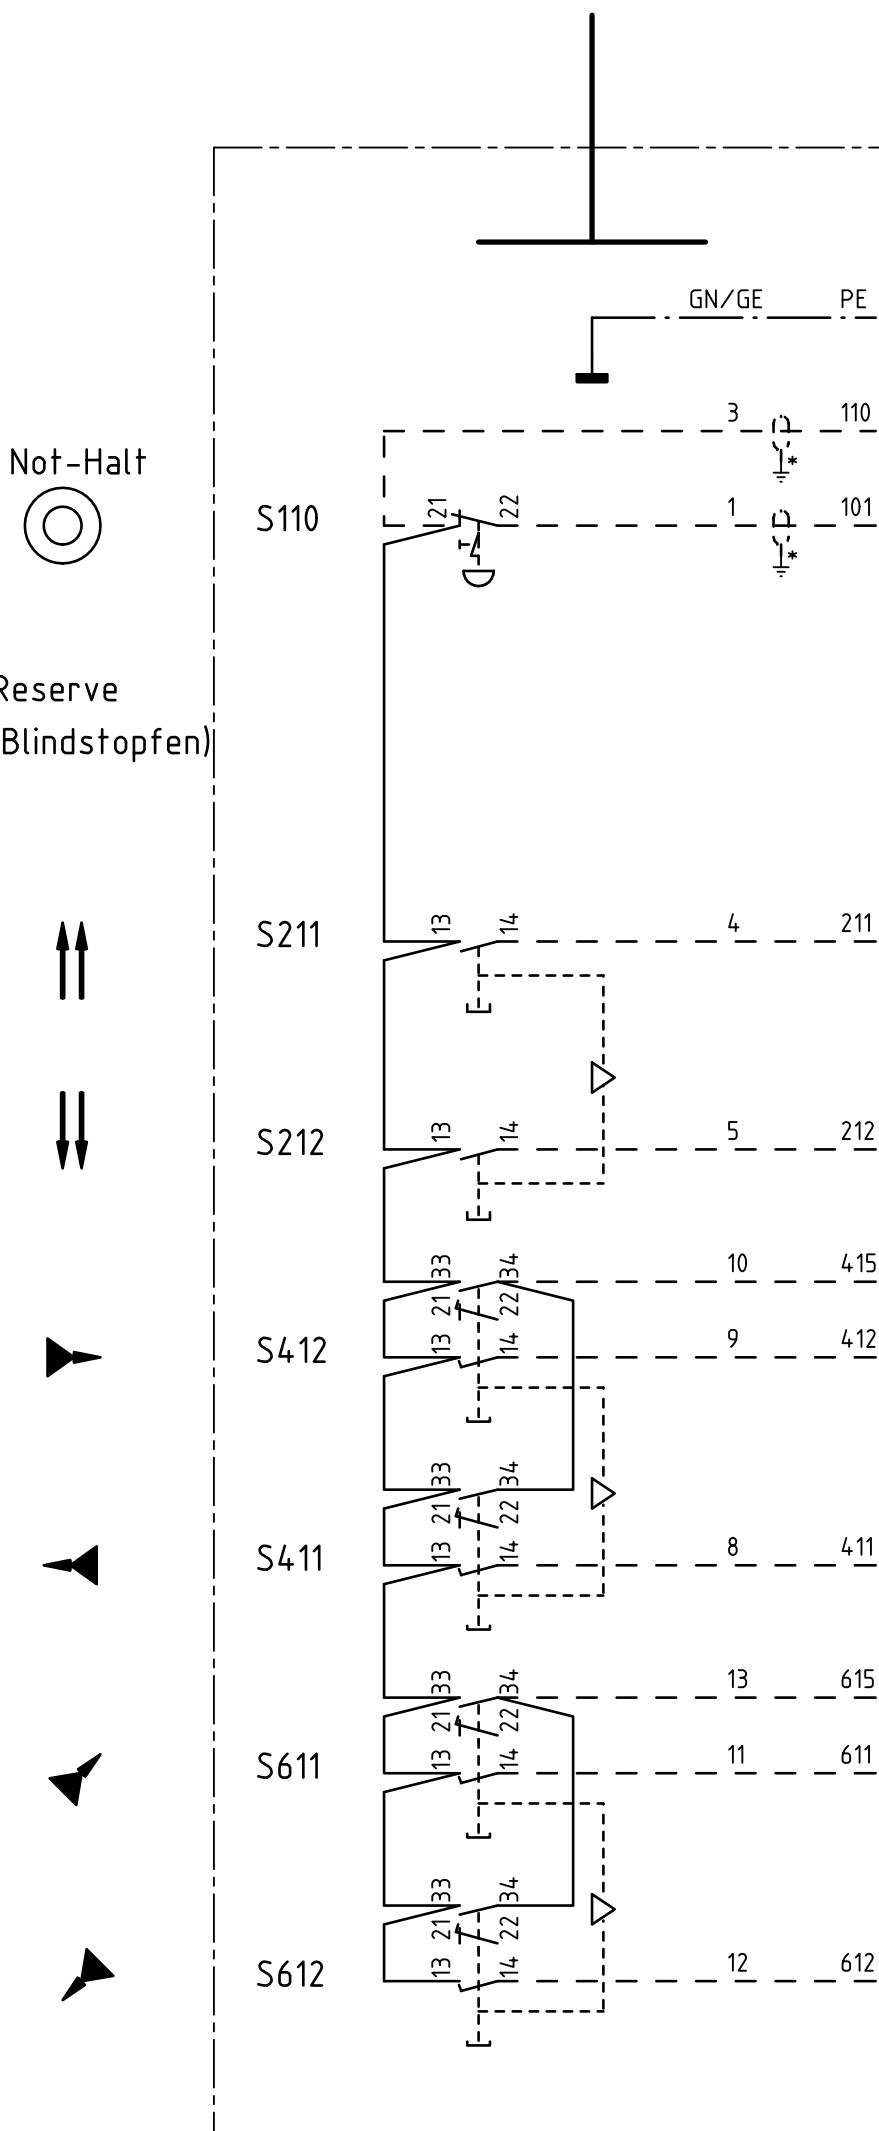 GN/GE PE
3 110
*
Not-Halt
S110 21 22 1 101
*
Reserve
(Blindstopfen)
S211 13 14 4 211
S212 13 14 5 212
33 34 10 415
21 22
S412 13 14 9 412
33 34
21 22
S411 13 14 8 411
33 34 13 615
21 22
S611 13 14 11 611
33 34
21 22
S612 13 14 12 612